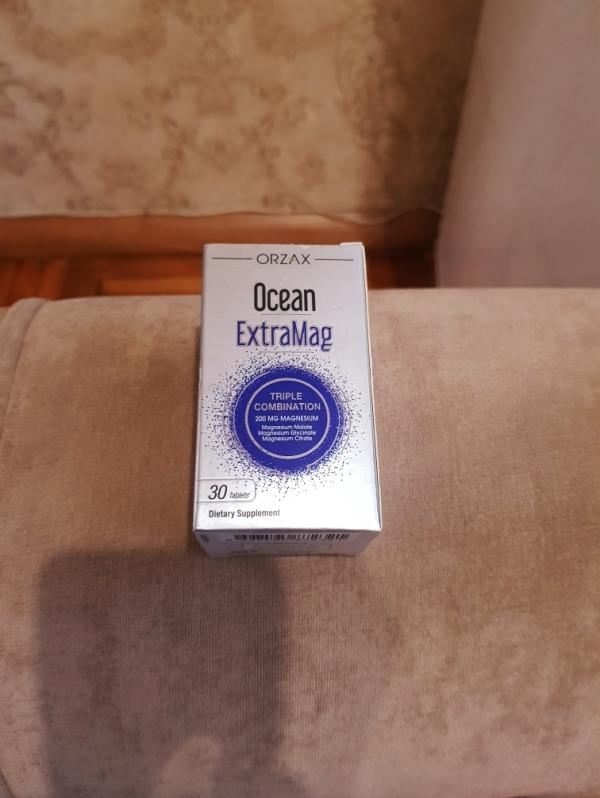 ORZAX
Ocean
ExtraMag
TRIPLE
COMBINATION
200 MG MAGNESIUM
Magnesium Malate
Magnesium Glycinate
Magnesium Citrate
30 Tablets
Dietary Supplement